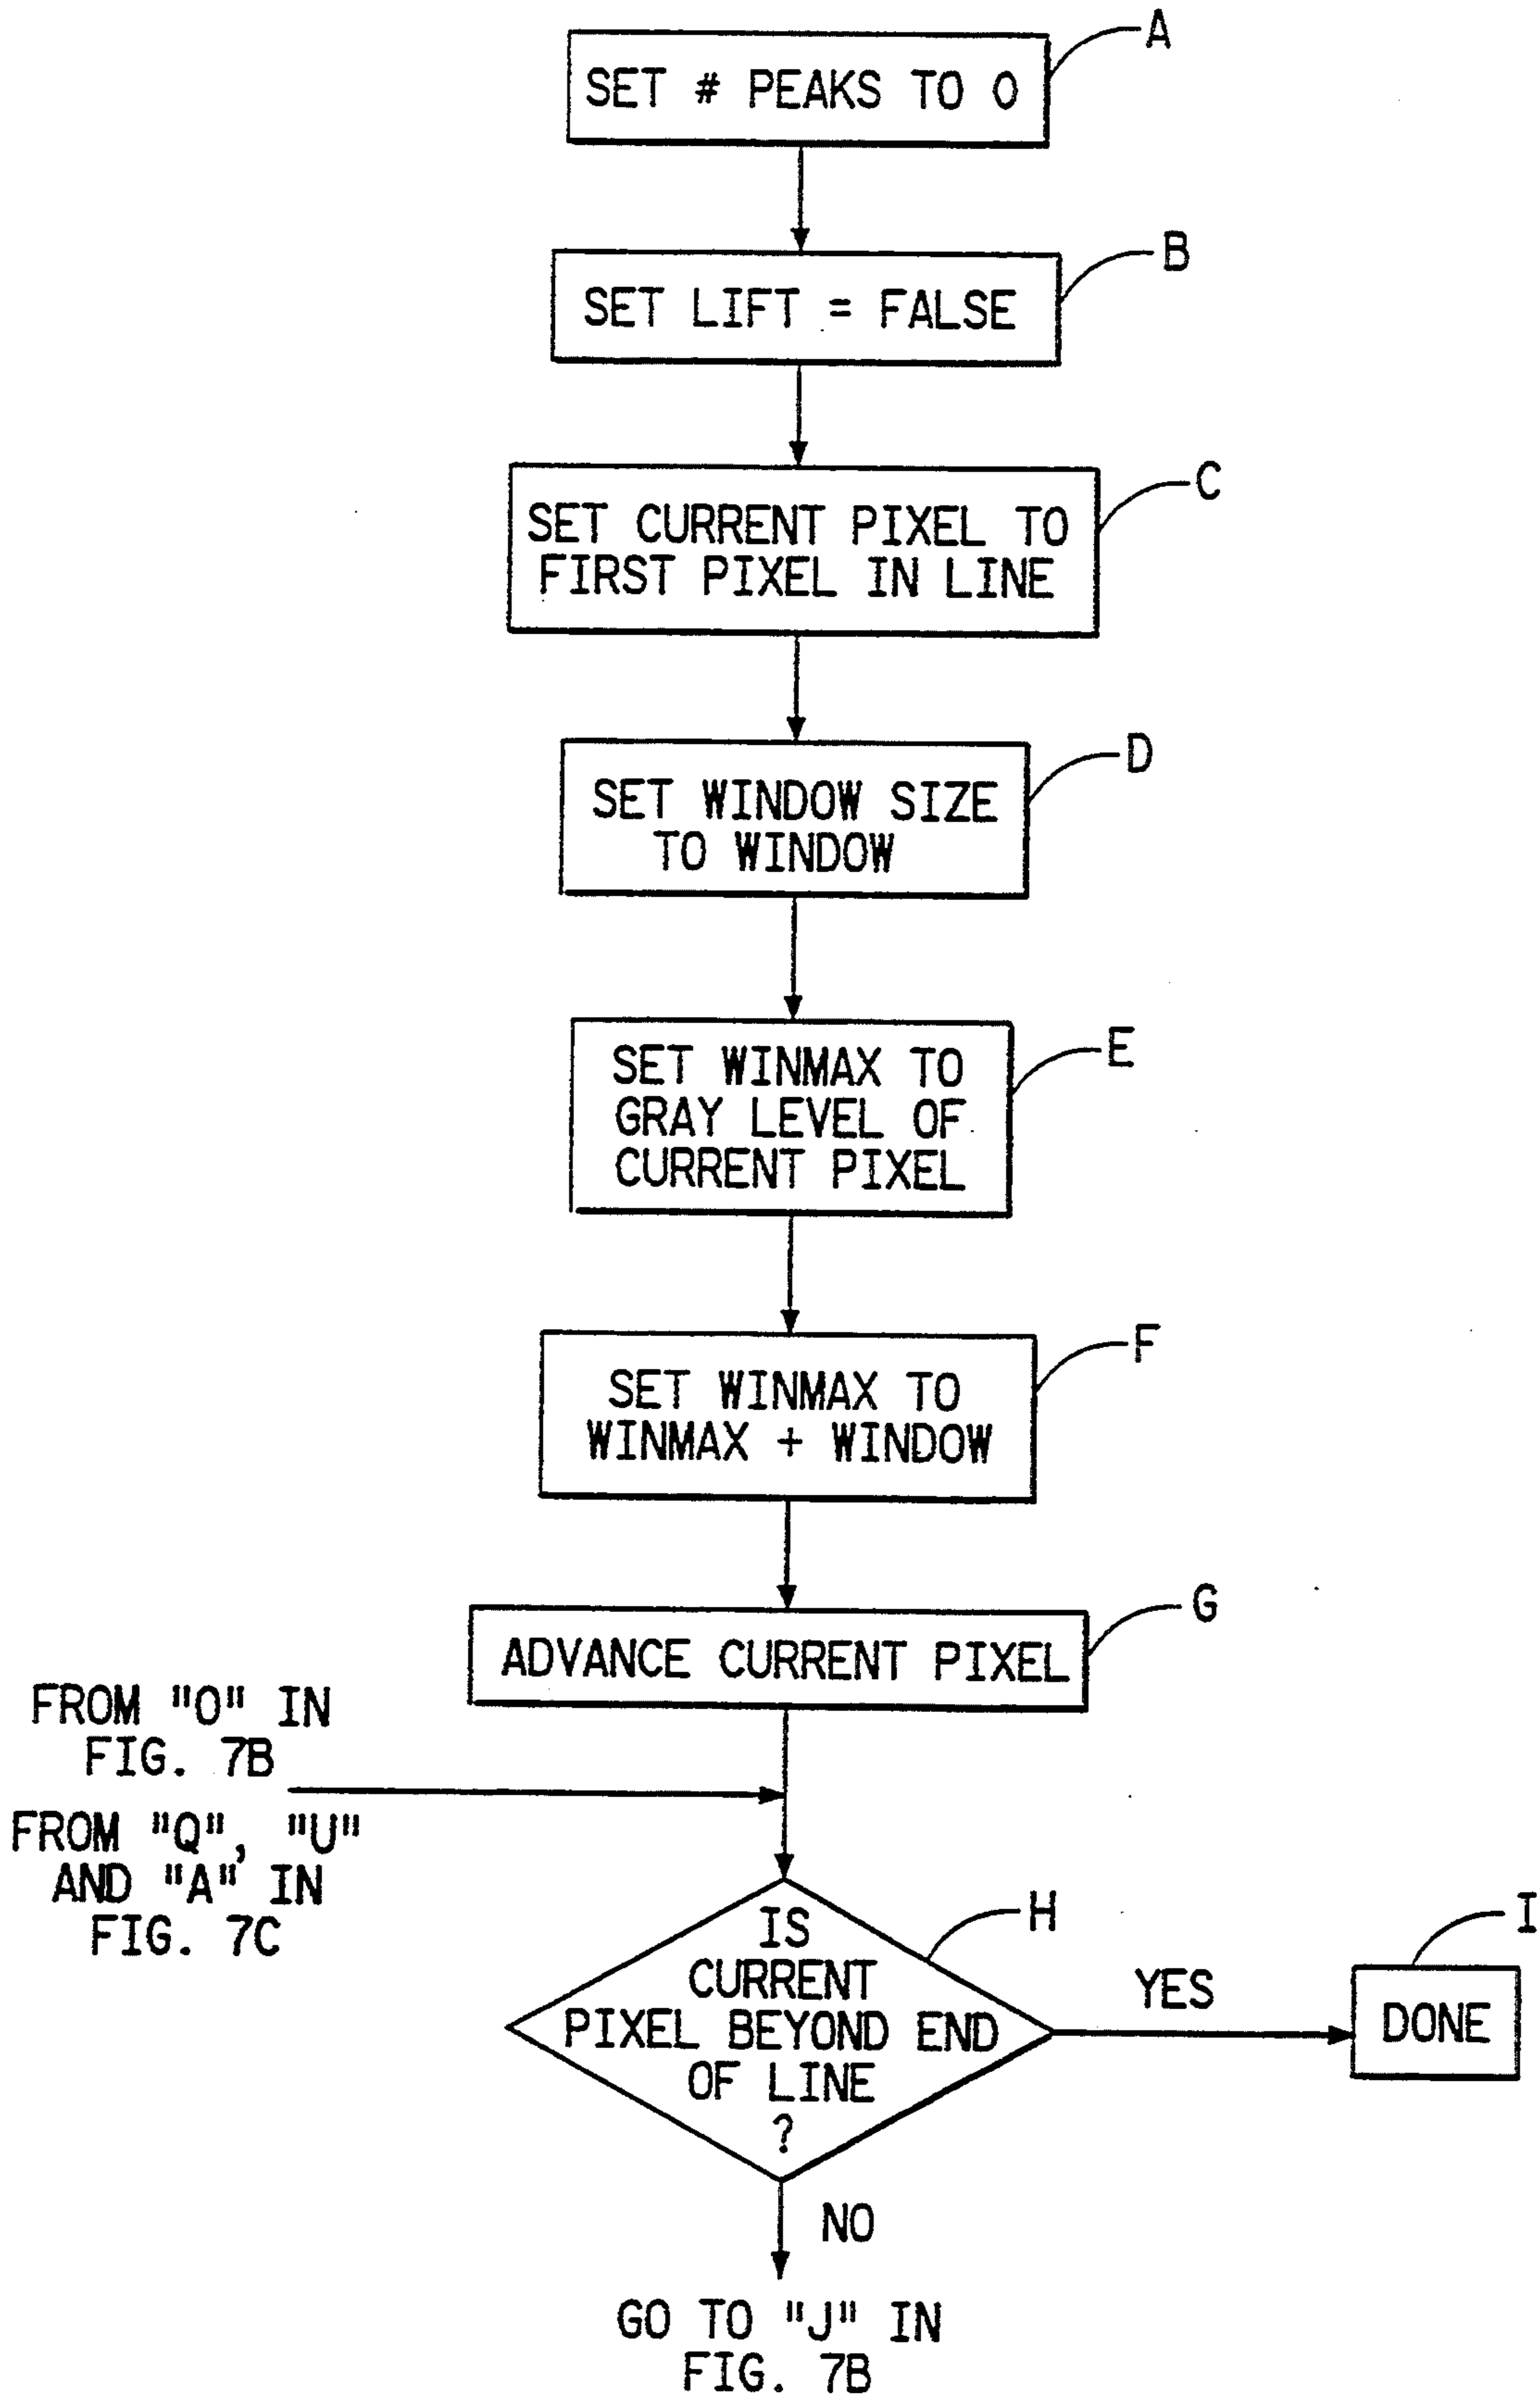 A
SET # PEAKS TO 0
B
SET LIFT = FALSE
C
SET CURRENT PIXEL TO
FIRST PIXEL IN LINE
D
SET WINDOW SIZE
TO WINDOW
E
SET WINMAX TO
GRAY LEVEL OF
CURRENT PIXEL
F
SET WINMAX TO
WINMAX + WINDOW
G
ADVANCE CURRENT PIXEL
FROM "O" IN
FIG. 7B
FROM "Q", "U"
AND "A" IN
FIG. 7C
H
IS
CURRENT
PIXEL BEYOND END
OF LINE
?
YES
I
DONE
NO
GO TO "J" IN
FIG. 7B